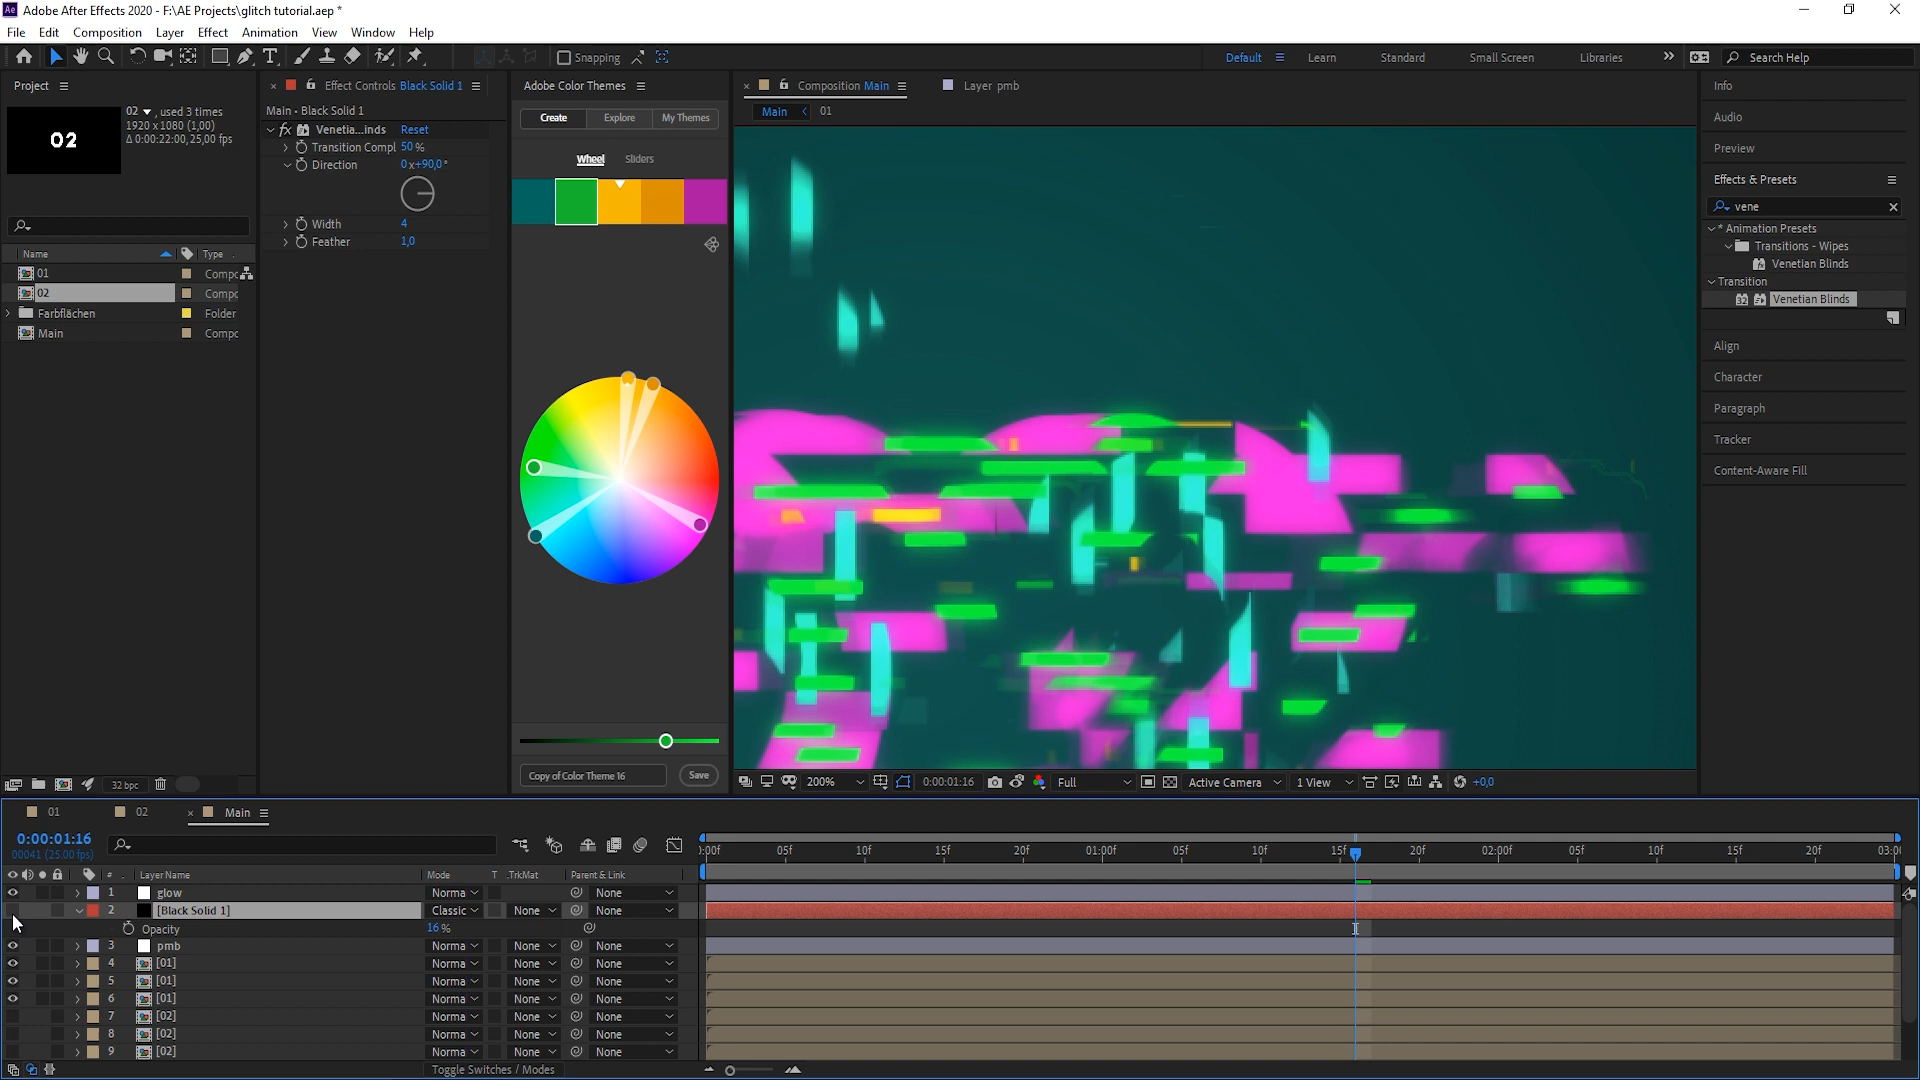 Adobe After Effects 2020 - F:\AE Projects\glitch tutorial.aep *
File Edit Composition Layer Effect Animation View Window Help
Snapping
Default Learn Standard Small Screen Libraries Search Help
Project
02 , used 3 times
1920 x 1080 (1,00)
Δ 0:00:22:00, 25,00 fps
02
Name Type
01 Compo
02 Compo
Farbflächen Folder
Main Compo
32 bpc
Effect Controls Black Solid 1
Main • Black Solid 1
fx Venetia...inds Reset
Transition Compl 50 %
Direction 0x+90,0°
Width 4
Feather 1,0
Adobe Color Themes
Create Explore My Themes
Wheel Sliders
Copy of Color Theme 16 Save
Composition Main Layer pmb
Main 01
200% 0:00:01:16 Full Active Camera 1 View +0,0
Info
Audio
Preview
Effects & Presets
vene
* Animation Presets
Transitions - Wipes
Venetian Blinds
Transition
32 Venetian Blinds
Align
Character
Paragraph
Tracker
Content-Aware Fill
01 02 Main
0:00:01:16
00041 (25.00 fps)
):00f 05f 10f 15f 20f 01:00f 05f 10f 15f 20f 02:00f 05f 10f 15f 20f 03:0
# Layer Name Mode T .TrkMat Parent & Link
1 glow Norma None
2 [Black Solid 1] Classic None None
Opacity 16 %
3 pmb Norma None None
4 [01] Norma None None
5 [01] Norma None None
6 [01] Norma None None
7 [02] Norma None None
8 [02] Norma None None
9 [02] Norma None None
Toggle Switches / Modes